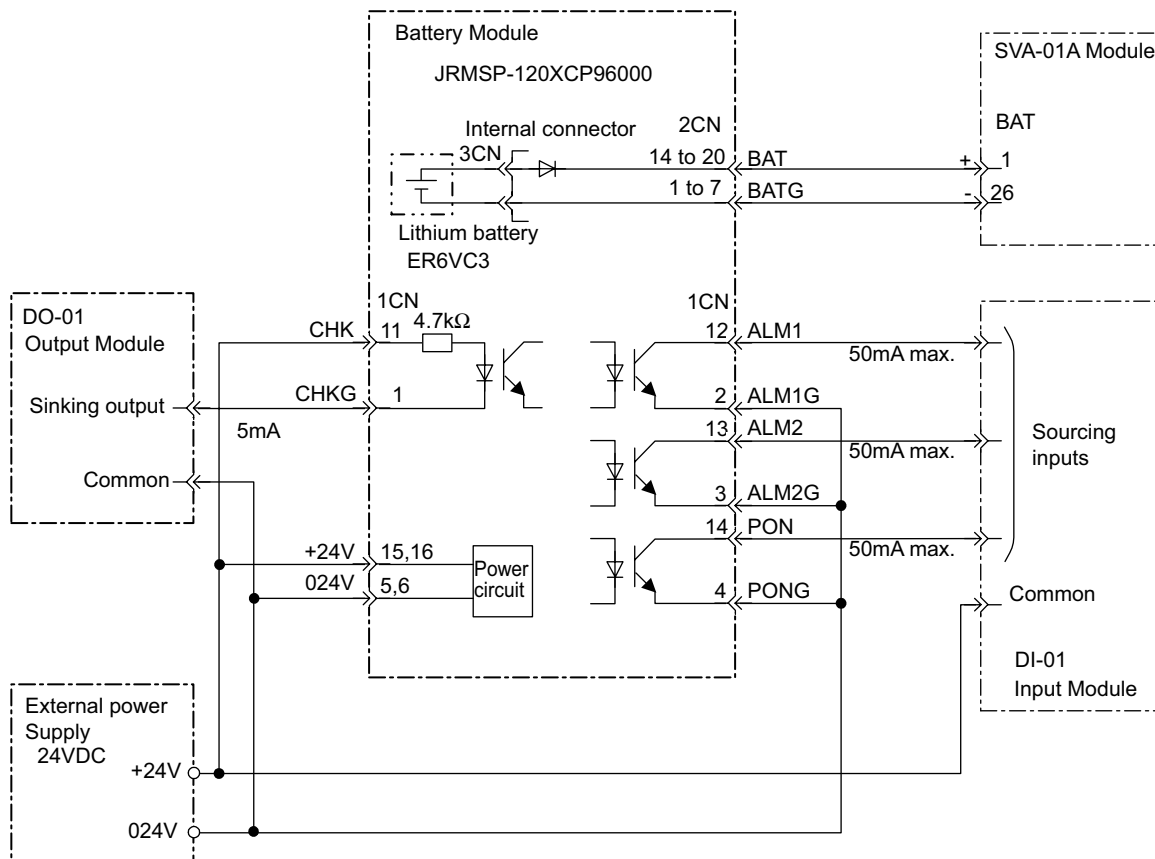 Battery Module
JRMSP-120XCP96000
SVA-01A Module
BAT
Internal connector
2CN
3CN
14 to 20
BAT
+
1
1 to 7
BATG
-
26
Lithium battery
ER6VC3
DO-01
Output Module
Sinking output
Common
1CN
CHK
11
4.7kΩ
CHKG
1
5mA
+24V
15,16
024V
5,6
Power
circuit
1CN
12
ALM1
50mA max.
2
ALM1G
13
ALM2
50mA max.
3
ALM2G
14
PON
50mA max.
4
PONG
Sourcing
inputs
Common
DI-01
Input Module
External power
Supply
24VDC
+24V
024V